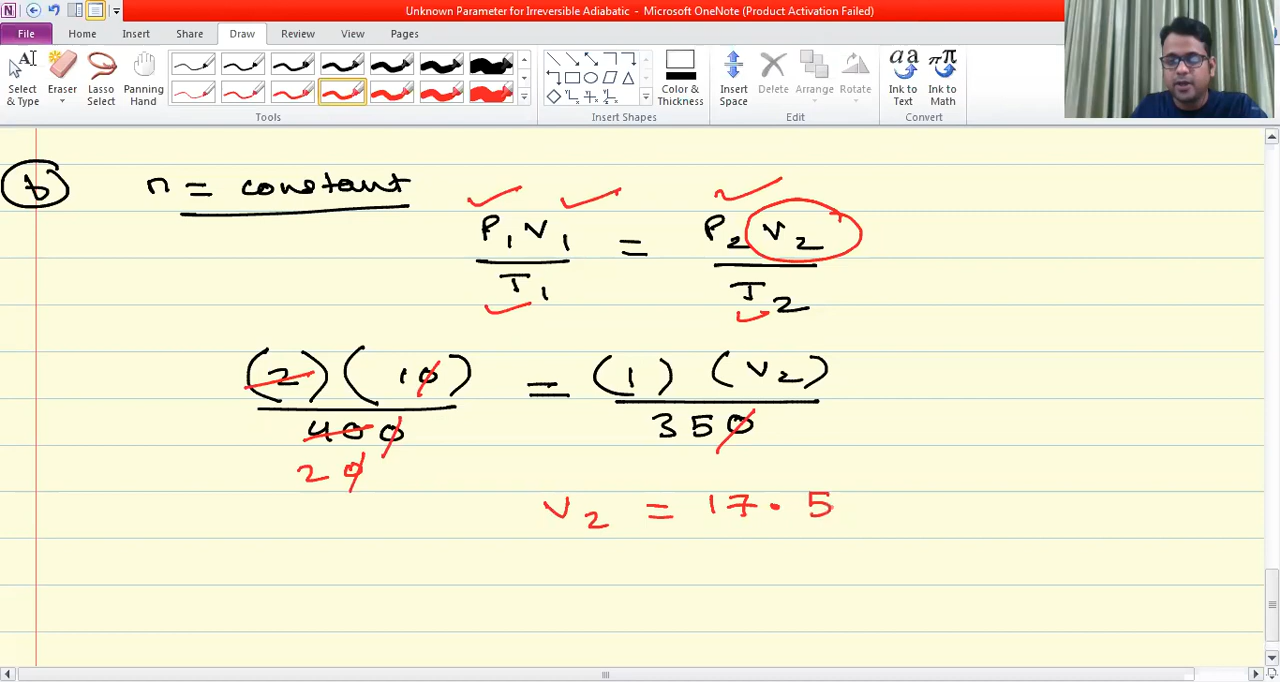 Unknown Parameter for Irreversible Adiabatic - Microsoft OneNote (Product Activation Failed)
File Home Insert Draw Review View Pages
Select & Type Eraser Lasso Select Panning Hand Color & Thickness Insert Space Delete Arrange Rotate Ink to Text Ink to Math
Tools Insert Shapes Edit Convert
b n = constant
P₁V₁ = P₂V₂
T₁ T₂
(2) (10) = (1) (V₂)
400 350
20
V₂ = 17.5